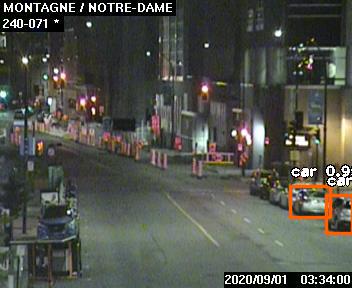 MONTAGNE / NOTRE-DAME
240-071 *
car 0.9
car
2020/09/01 03:34:00